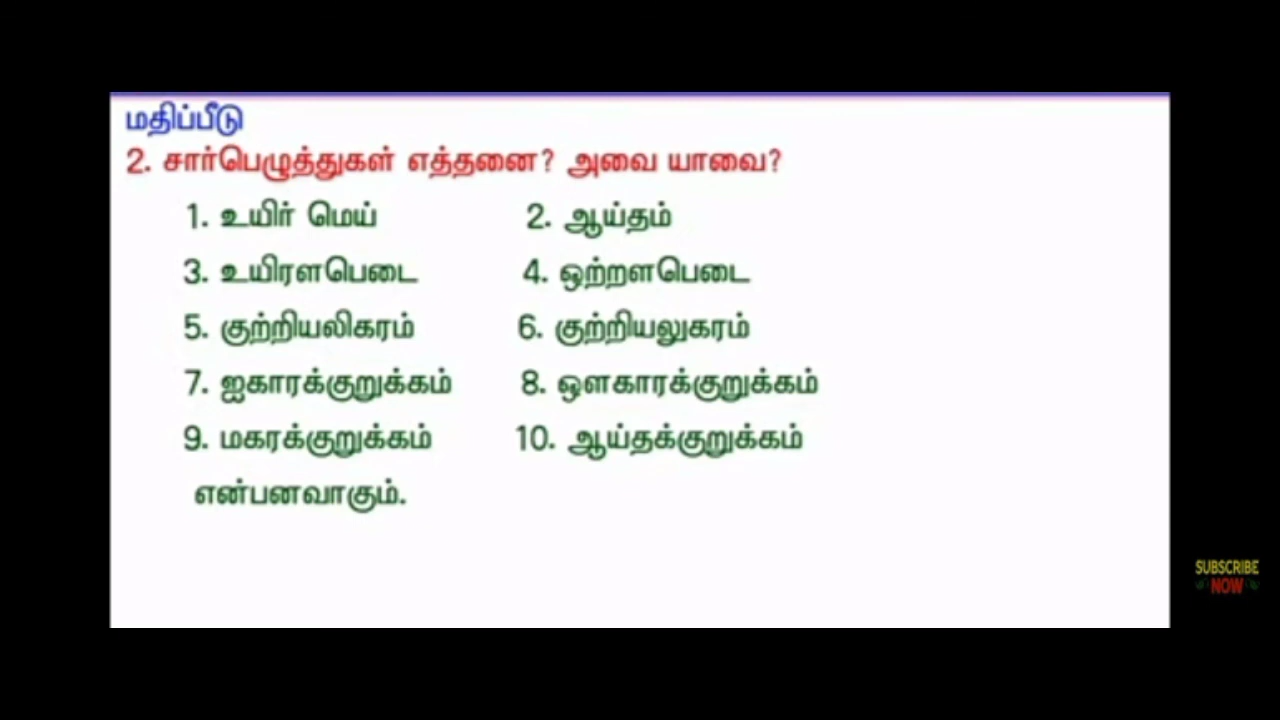 மதிப்பீடு
2. சார்பெழுத்துகள் எத்தனை? அவை யாவை?
1. உயிர் மெய் 2. ஆய்தம்
3. உயிரளபெடை 4. ஒற்றளபெடை
5. குற்றியலிகரம் 6. குற்றியலுகரம்
7. ஐகாரக்குறுக்கம் 8. ஔகாரக்குறுக்கம்
9. மகரக்குறுக்கம் 10. ஆய்தக்குறுக்கம்
என்பனவாகும்.
SUBSCRIBE
NOW